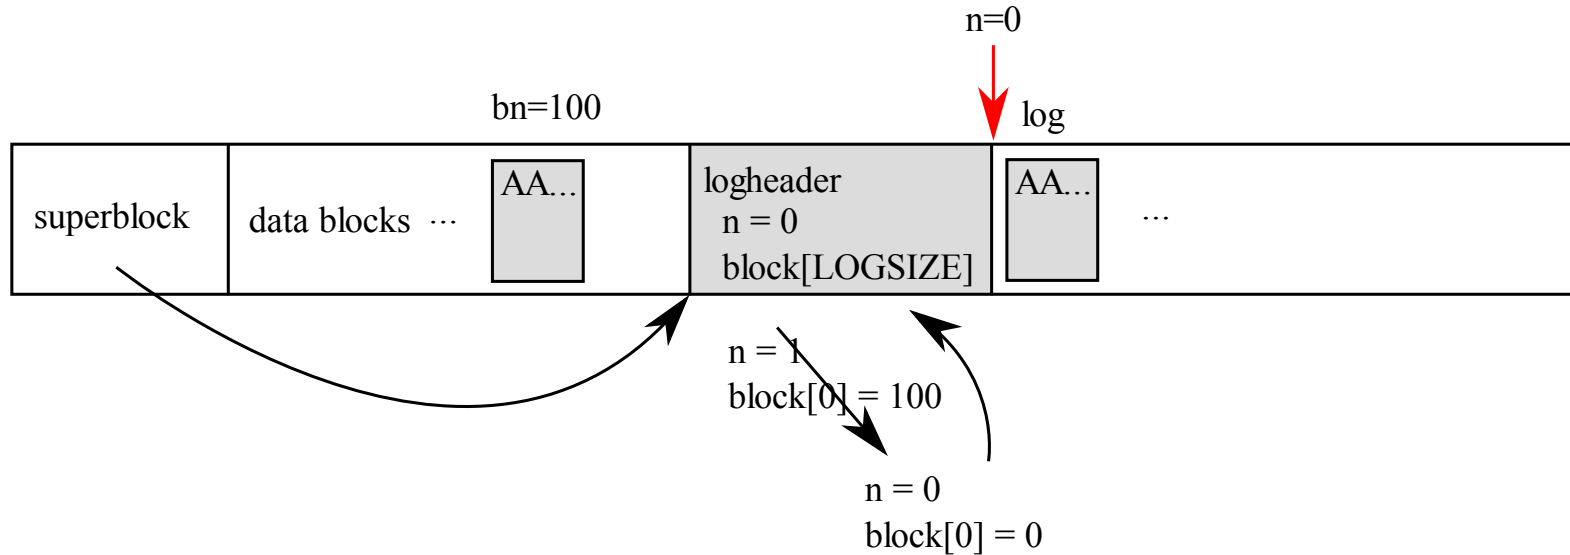 n=0
bn=100
log
superblock
data blocks ...
AA...
logheader
n = 0
block[LOGSIZE]
AA...
...
n = 1
block[0] = 100
n = 0
block[0] = 0